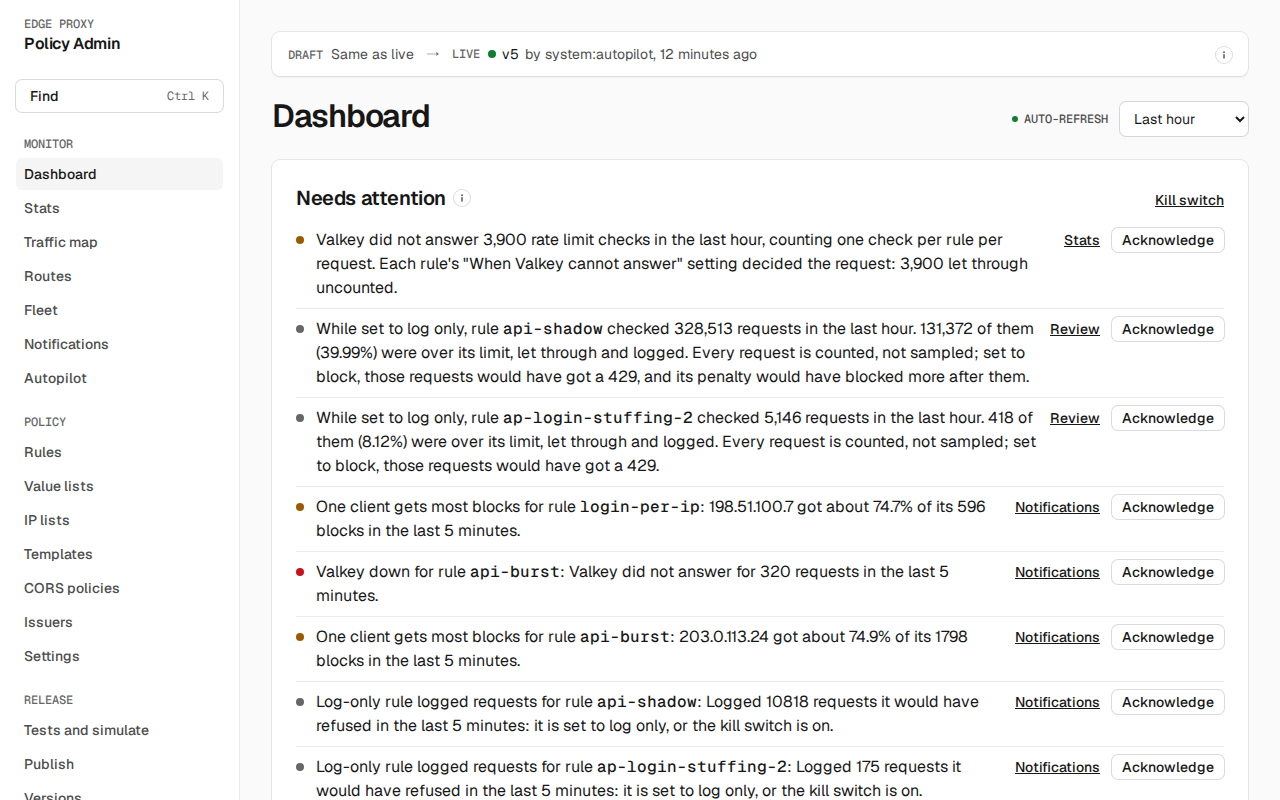 EDGE PROXY
Policy Admin
Find Ctrl K
MONITOR
Dashboard
Stats
Traffic map
Routes
Fleet
Notifications
Autopilot
POLICY
Rules
Value lists
IP lists
Templates
CORS policies
Issuers
Settings
RELEASE
Tests and simulate
Publish
Versions
DRAFT Same as live → LIVE v5 by system:autopilot, 12 minutes ago
Dashboard
AUTO-REFRESH Last hour
Needs attention
Kill switch
Valkey did not answer 3,900 rate limit checks in the last hour, counting one check per rule per
request. Each rule's "When Valkey cannot answer" setting decided the request: 3,900 let through
uncounted.
Stats Acknowledge
While set to log only, rule api-shadow checked 328,513 requests in the last hour. 131,372 of them
(39.99%) were over its limit, let through and logged. Every request is counted, not sampled; set to
block, those requests would have got a 429, and its penalty would have blocked more after them.
Review Acknowledge
While set to log only, rule ap-login-stuffing-2 checked 5,146 requests in the last hour. 418 of
them (8.12%) were over its limit, let through and logged. Every request is counted, not sampled; set
to block, those requests would have got a 429.
Review Acknowledge
One client gets most blocks for rule login-per-ip: 198.51.100.7 got about 74.7% of its 596
blocks in the last 5 minutes.
Notifications Acknowledge
Valkey down for rule api-burst: Valkey did not answer for 320 requests in the last 5
minutes.
Notifications Acknowledge
One client gets most blocks for rule api-burst: 203.0.113.24 got about 74.9% of its 1798
blocks in the last 5 minutes.
Notifications Acknowledge
Log-only rule logged requests for rule api-shadow: Logged 10818 requests it would have
refused in the last 5 minutes: it is set to log only, or the kill switch is on.
Notifications Acknowledge
Log-only rule logged requests for rule ap-login-stuffing-2: Logged 175 requests it
would have refused in the last 5 minutes: it is set to log only, or the kill switch is on.
Notifications Acknowledge